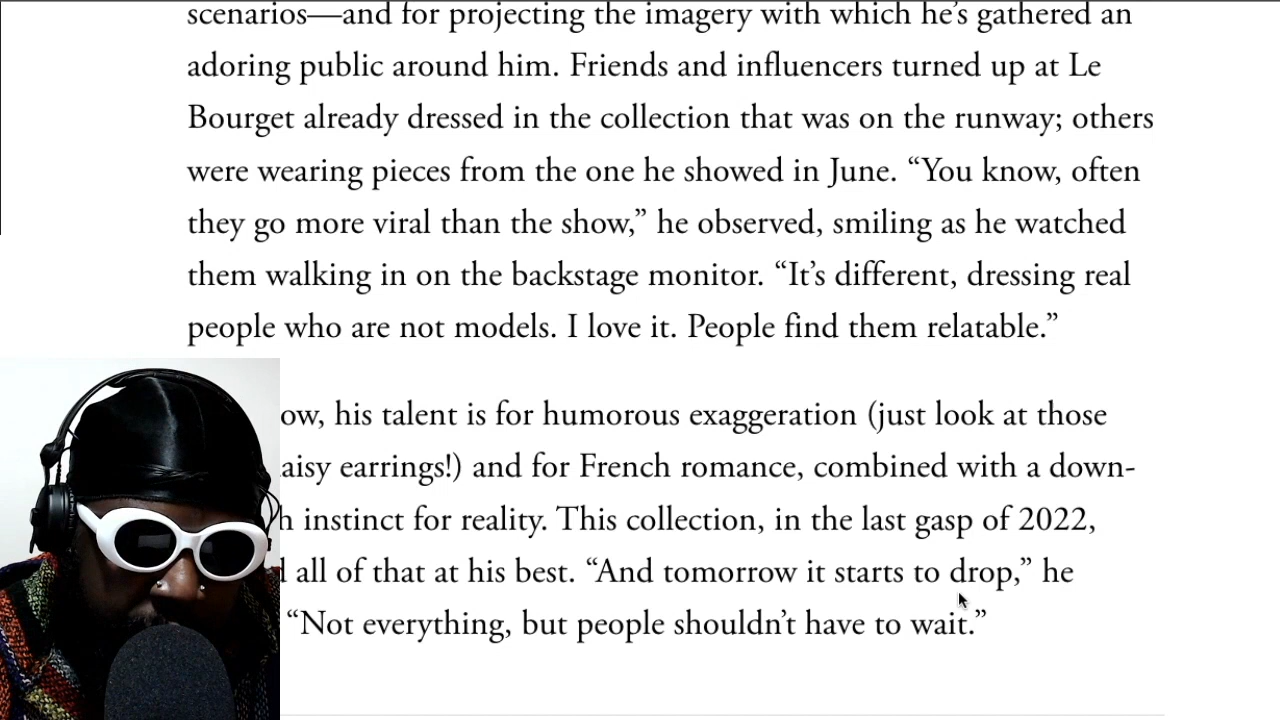 scenarios—and for projecting the imagery with which he’s gathered an
adoring public around him. Friends and influencers turned up at Le
Bourget already dressed in the collection that was on the runway; others
were wearing pieces from the one he showed in June. “You know, often
they go more viral than the show,” he observed, smiling as he watched
them walking in on the backstage monitor. “It’s different, dressing real
people who are not models. I love it. People find them relatable.”
his talent is for humorous exaggeration (just look at those
earrings!) and for French romance, combined with a down-
instinct for reality. This collection, in the last gasp of 2022,
all of that at his best. “And tomorrow it starts to drop,” he
“Not everything, but people shouldn’t have to wait.”